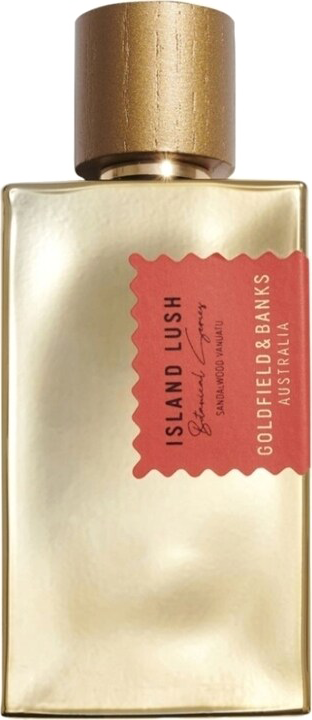 ISLAND LUSH
Botanical Series
SANDALWOOD VANUATU
GOLDFIELD & BANKS
AUSTRALIA